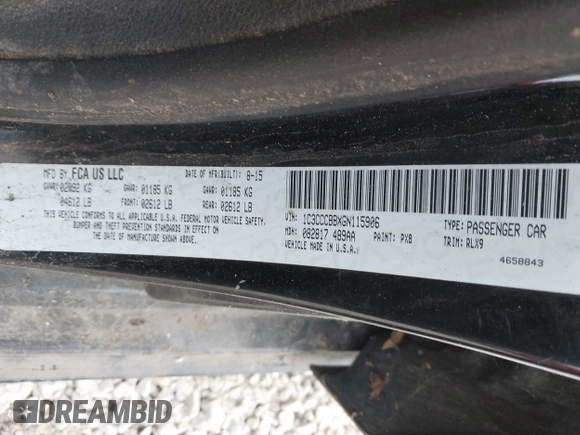 MFD BY FCA US LLC DATE OF MFR(BUILT): 8-15
GVWR: 02092 KG GAWR: 01185 KG GAWR: 01185 KG
04612 LB FRONT: 02612 LB REAR: 02612 LB
THIS VEHICLE CONFORMS TO ALL APPLICABLE U.S.A. FEDERAL MOTOR VEHICLE SAFETY,
BUMPER AND THEFT PREVENTION STANDARDS IN EFFECT ON
THE DATE OF MANUFACTURE SHOWN ABOVE.
VIN: 1C3CCCBBXGN115906 TYPE: PASSENGER CAR
MDH: 082817 489AA PAINT: PX8 TRIM: RLX9
VEHICLE MADE IN U.S.A.
4658843
DREAMBID